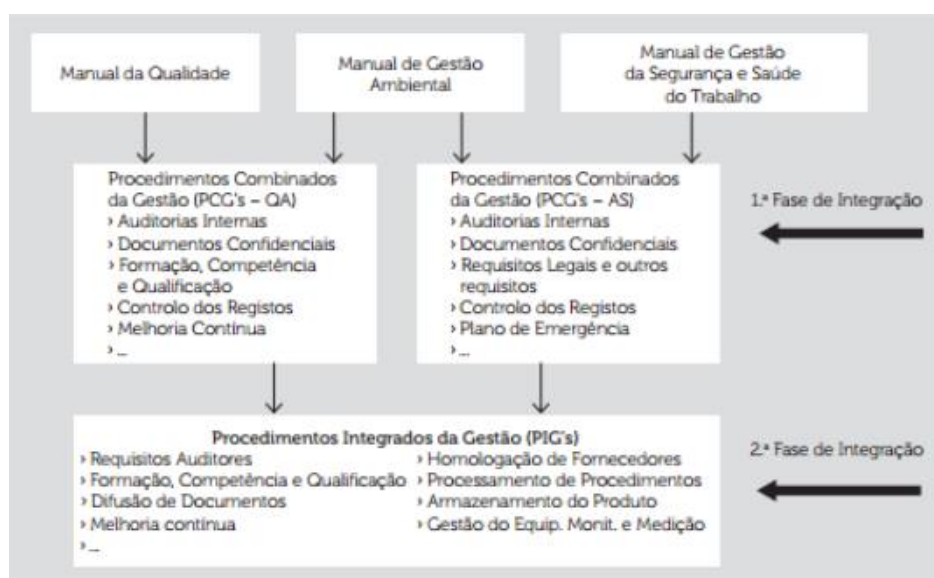 Manual da Qualidade
Manual de Gestão
Ambiental
Manual de Gestão
da Segurança e Saúde
do Trabalho
Procedimentos Combinados
da Gestão (PCG's – QA)
› Auditorias Internas
› Documentos Confidenciais
› Formação, Competência
e Qualificação
› Controlo dos Registos
› Melhoria Contínua
› ...
Procedimentos Combinados
da Gestão (PCG's – AS)
› Auditorias Internas
› Documentos Confidenciais
› Requisitos Legais e outros
requisitos
› Controlo dos Registos
› Plano de Emergência
› ...
1.ª Fase de Integração
Procedimentos Integrados da Gestão (PIG's)
› Requisitos Auditores
› Formação, Competência e Qualificação
› Difusão de Documentos
› Melhoria contínua
› ...
› Homologação de Fornecedores
› Processamento de Procedimentos
› Armazenamento do Produto
› Gestão do Equip. Monit. e Medição
2.ª Fase de Integração